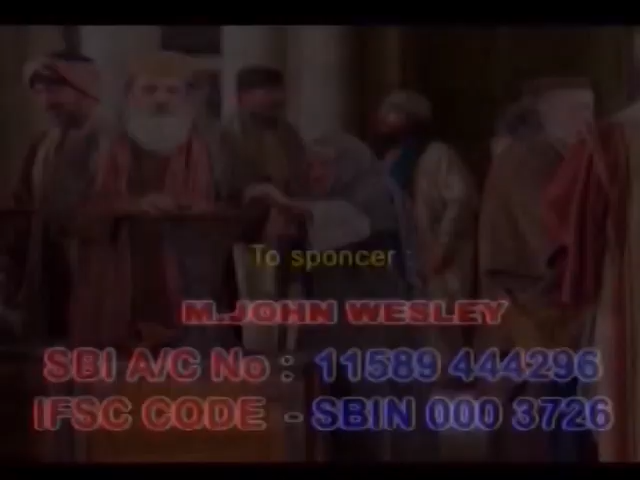 To sponcer :
M.JOHN WESLEY
SBI A/C No : 11589 444296
IFSC CODE - SBIN 000 3726